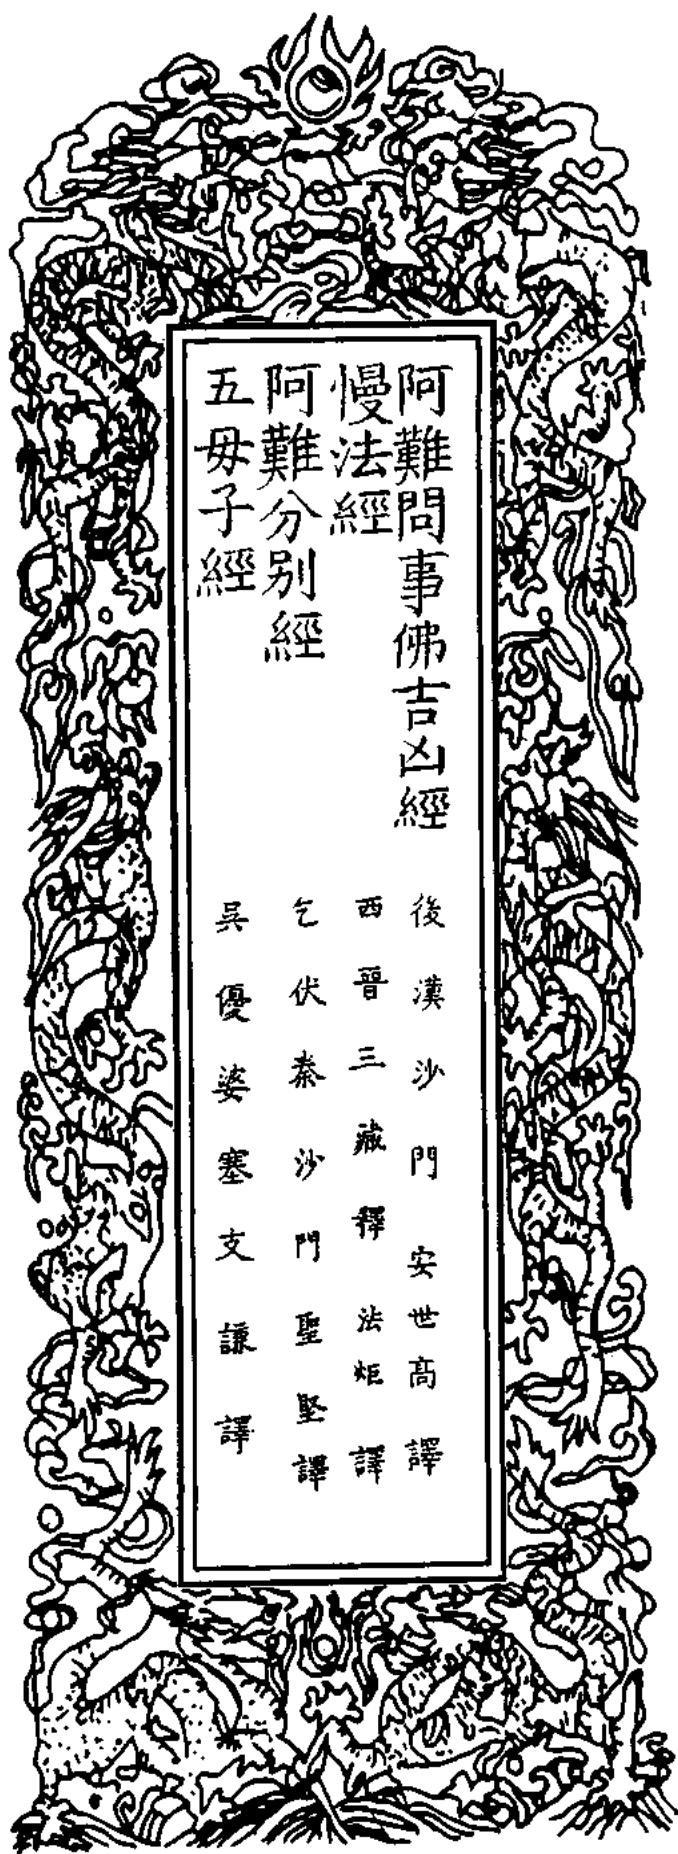 阿難問事佛吉凶經 後漢沙門 安世高 譯
慢法經 西晉三藏釋 法炬 譯
阿難分别經 乞伏秦沙門聖堅譯
五毋子經 吳優婆塞支謙譯